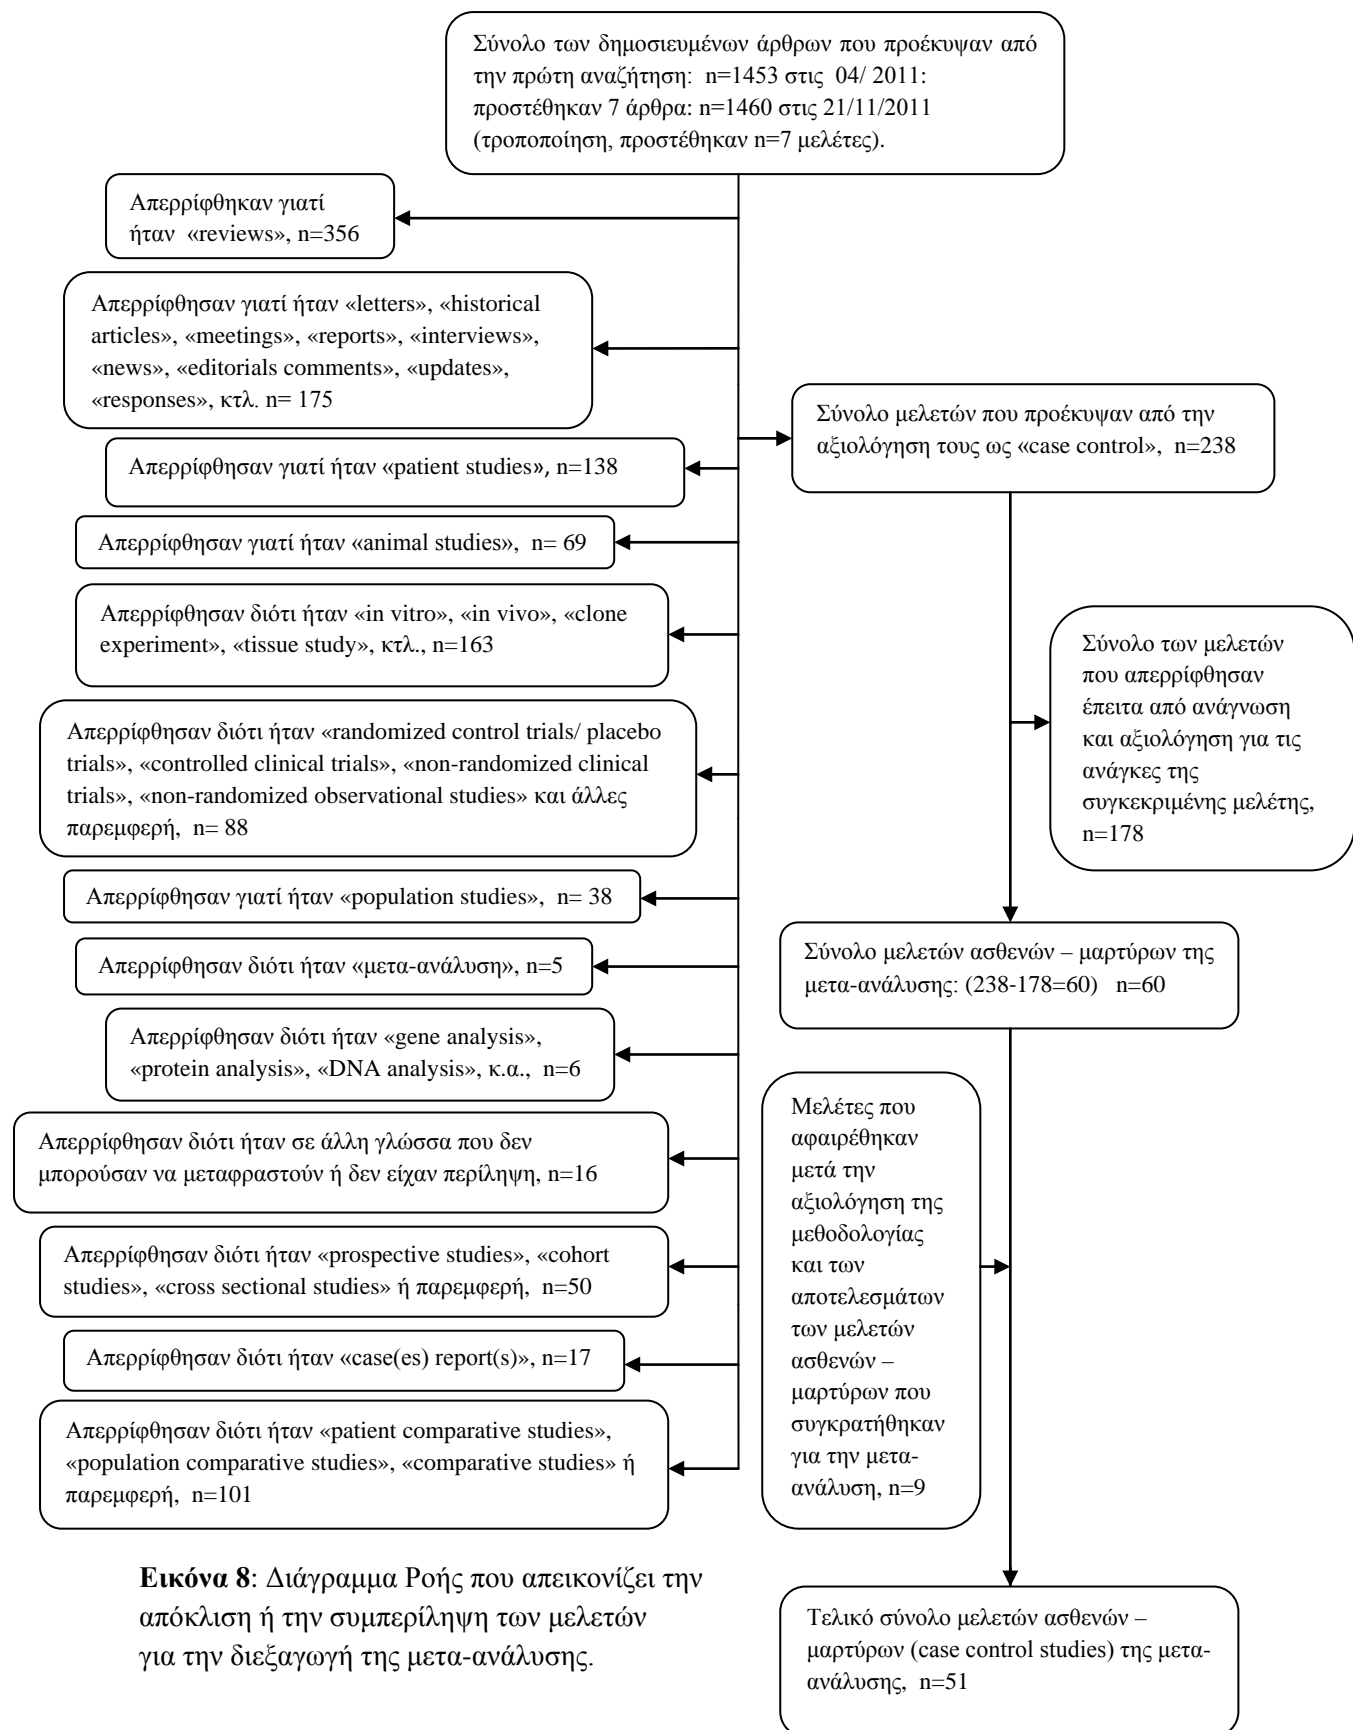 Σύνολο των δημοσιευμένων άρθρων που προέκυψαν από
την πρώτη αναζήτηση: n=1453 στις 04/ 2011:
προστέθηκαν 7 άρθρα: n=1460 στις 21/11/2011
(τροποποίηση, προστέθηκαν n=7 μελέτες).
Απερρίφθηκαν γιατί
ήταν «reviews», n=356
Απερρίφθησαν γιατί ήταν «letters», «historical
articles», «meetings», «reports», «interviews»,
«news», «editorials comments», «updates»,
«responses», κτλ. n= 175
Σύνολο μελετών που προέκυψαν από την
αξιολόγηση τους ως «case control», n=238
Απερρίφθησαν γιατί ήταν «patient studies», n=138
Απερρίφθησαν γιατί ήταν «animal studies», n= 69
Απερρίφθησαν διότι ήταν «in vitro», «in vivo», «clone
experiment», «tissue study», κτλ., n=163
Σύνολο των μελετών
που απερρίφθησαν
έπειτα από ανάγνωση
και αξιολόγηση για τις
ανάγκες της
συγκεκριμένης μελέτης,
n=178
Απερρίφθησαν διότι ήταν «randomized control trials/ placebo
trials», «controlled clinical trials», «non-randomized clinical
trials», «non-randomized observational studies» και άλλες
παρεμφερή, n= 88
Απερρίφθησαν γιατί ήταν «population studies», n= 38
Απερρίφθησαν διότι ήταν «μετα-ανάλυση», n=5
Σύνολο μελετών ασθενών – μαρτύρων της
μετα-ανάλυσης: (238-178=60) n=60
Απερρίφθησαν διότι ήταν «gene analysis»,
«protein analysis», «DNA analysis», κ.α., n=6
Απερρίφθησαν διότι ήταν σε άλλη γλώσσα που δεν
μπορούσαν να μεταφραστούν ή δεν είχαν περίληψη, n=16
Απερρίφθησαν διότι ήταν «prospective studies», «cohort
studies», «cross sectional studies» ή παρεμφερή, n=50
Απερρίφθησαν διότι ήταν «case(es) report(s)», n=17
Απερρίφθησαν διότι ήταν «patient comparative studies»,
«population comparative studies», «comparative studies» ή
παρεμφερή, n=101
Μελέτες που
αφαιρέθηκαν
μετά την
αξιολόγηση της
μεθοδολογίας
και των
αποτελεσμάτων
των μελετών
ασθενών –
μαρτύρων που
συγκρατήθηκαν
για την μετα-
ανάλυση, n=9
Εικόνα 8: Διάγραμμα Ροής που απεικονίζει την
απόκλιση ή την συμπερίληψη των μελετών
για την διεξαγωγή της μετα-ανάλυσης.
Τελικό σύνολο μελετών ασθενών –
μαρτύρων (case control studies) της μετα-
ανάλυσης, n=51